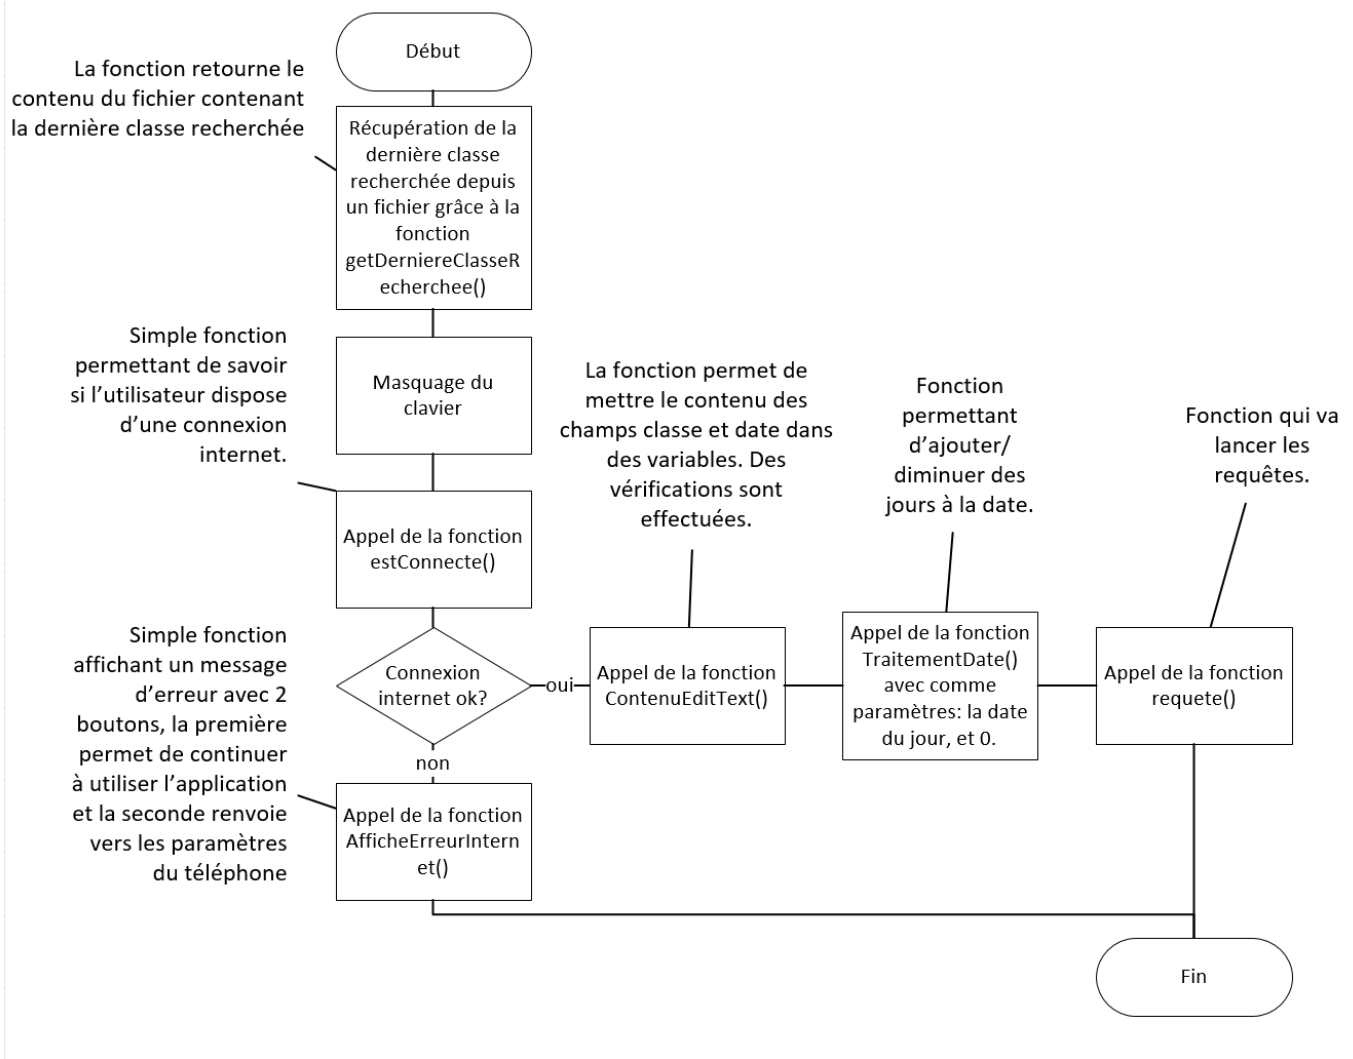 Début
La fonction retourne le
contenu du fichier contenant
la dernière classe recherchée
Récupération de la
dernière classe
recherchée depuis
un fichier grâce à la
fonction
getDerniereClasseR
echerchee()
Simple fonction
permettant de savoir
si l’utilisateur dispose
d’une connexion
internet.
Masquage du
clavier
La fonction permet de
mettre le contenu des
champs classe et date dans
des variables. Des
vérifications sont
effectuées.
Fonction
permettant
d’ajouter/
diminuer des
jours à la date.
Fonction qui va
lancer les
requêtes.
Appel de la fonction
estConnecte()
Simple fonction
affichant un message
d’erreur avec 2
boutons, la première
permet de continuer
à utiliser l’application
et la seconde renvoie
vers les paramètres
du téléphone
Connexion
internet ok?
oui
Appel de la fonction
ContenuEditText()
Appel de la fonction
TraitementDate()
avec comme
paramètres: la date
du jour, et 0.
Appel de la fonction
requete()
non
Appel de la fonction
AfficheErreurIntern
et()
Fin